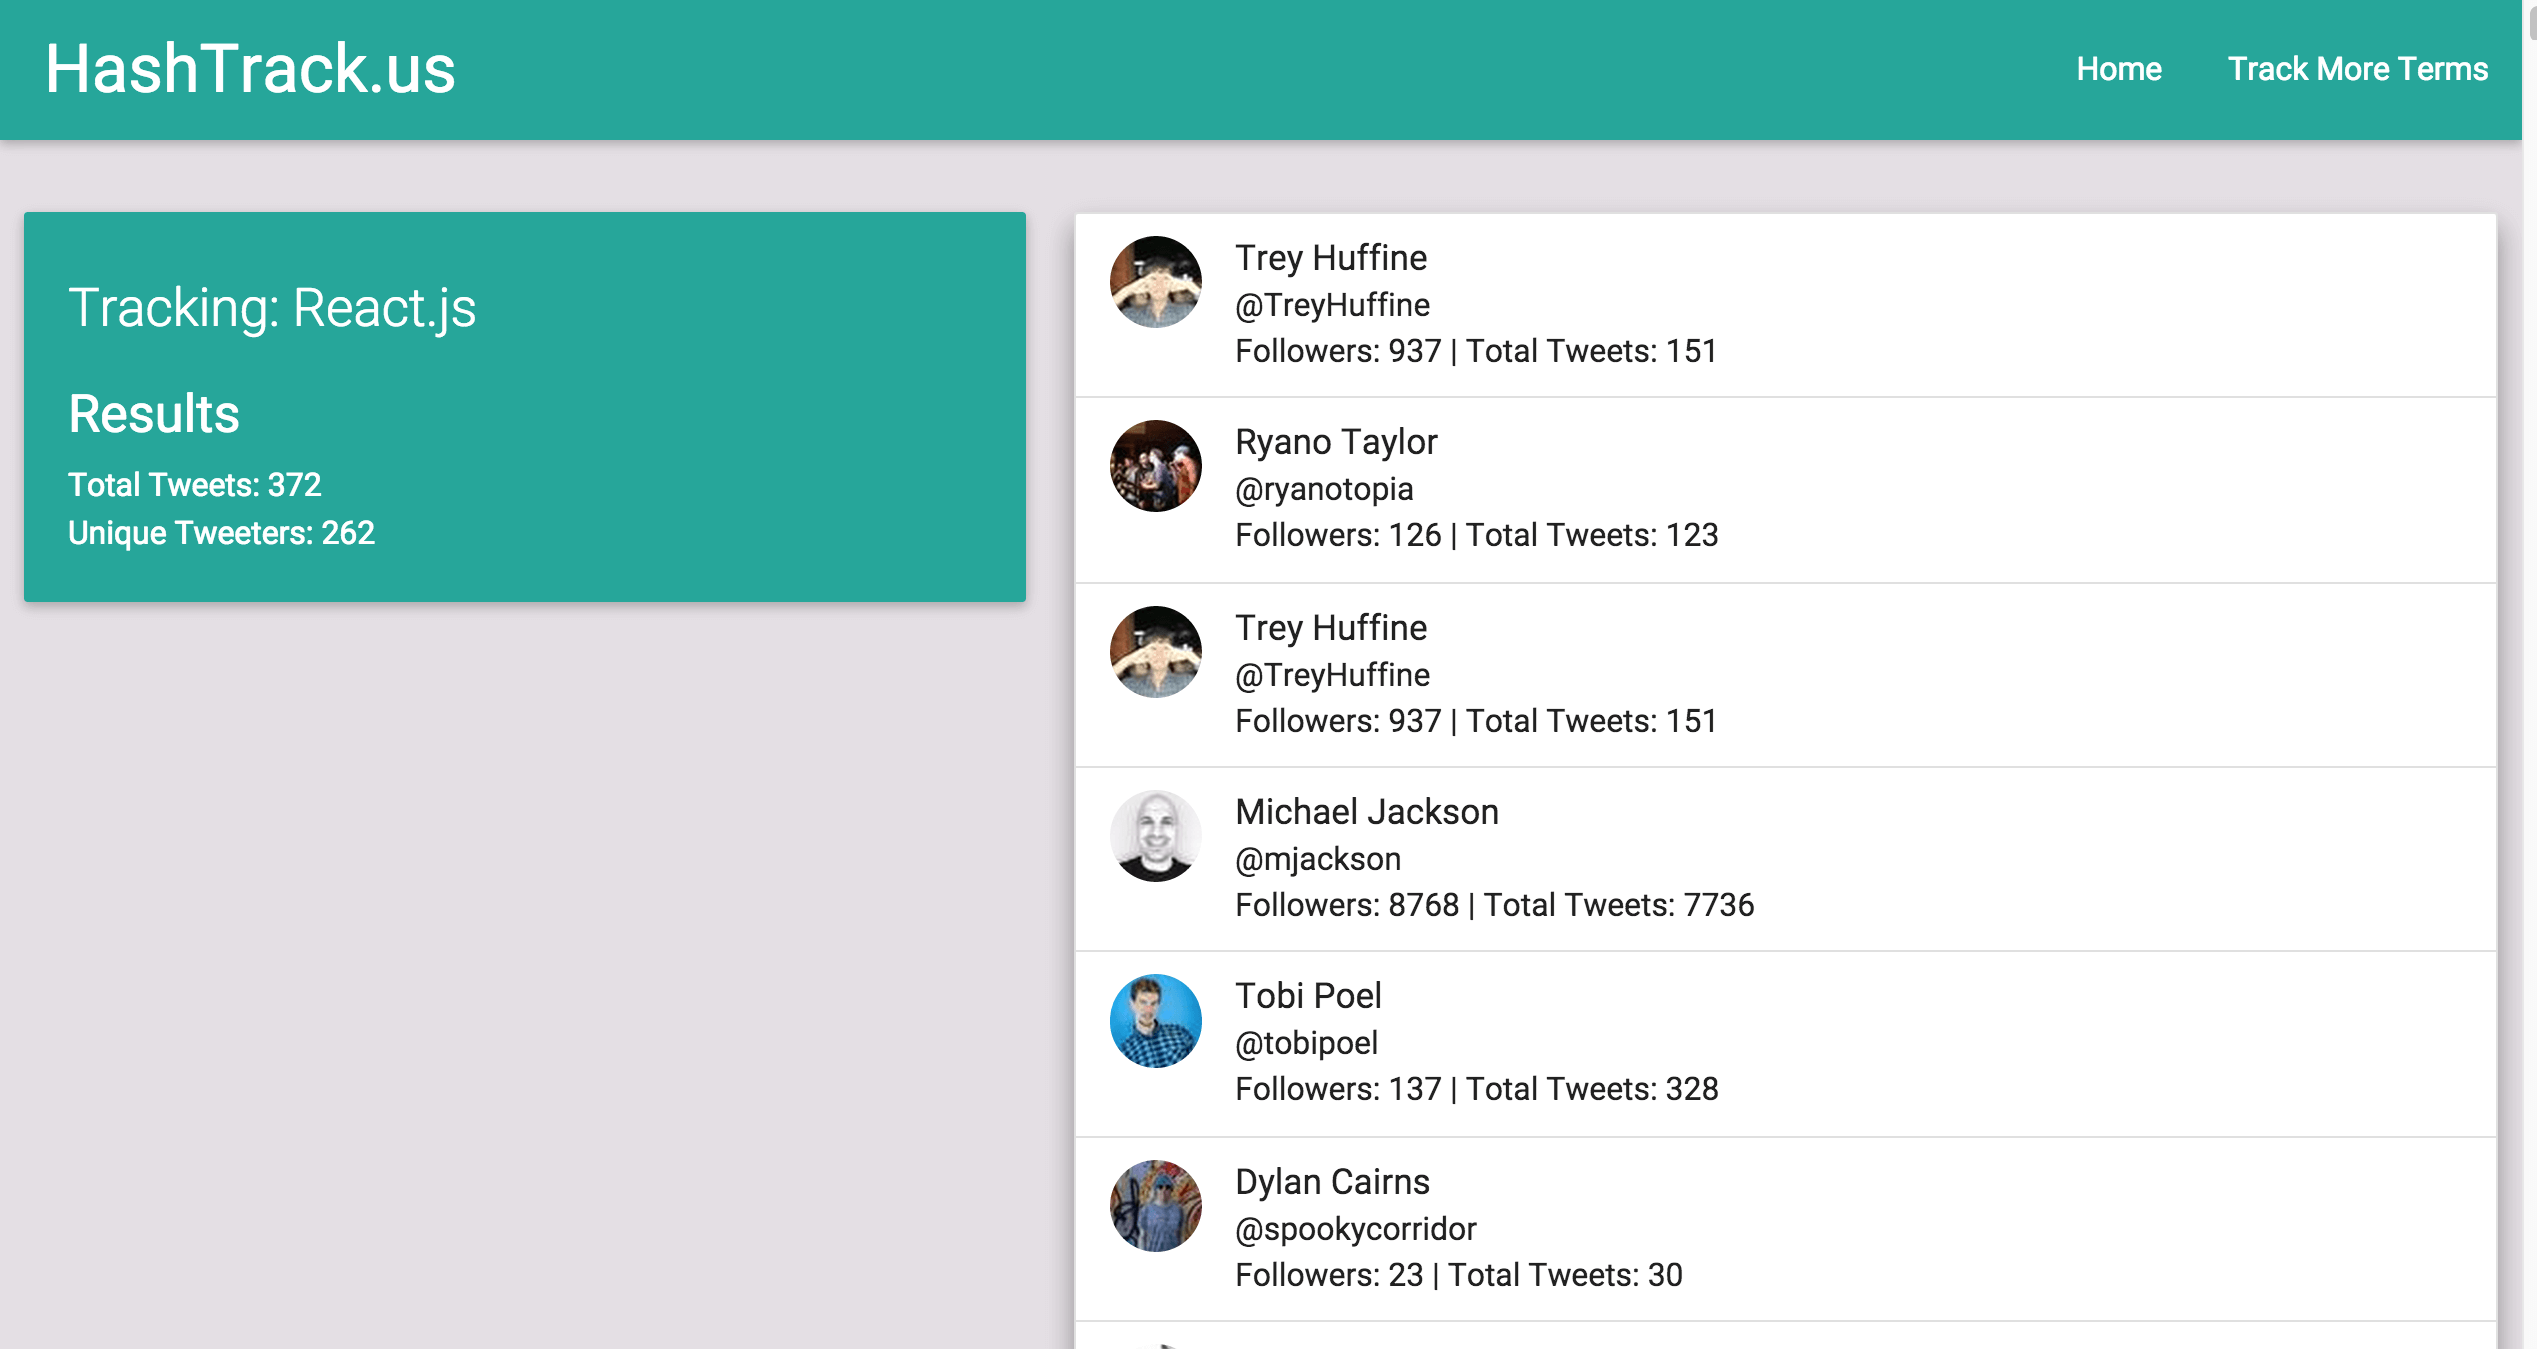 HashTrack.us
Home
Track More Terms
Tracking: React.js
Results
Total Tweets: 372
Unique Tweeters: 262
Trey Huffine
@TreyHuffine
Followers: 937 | Total Tweets: 151
Ryano Taylor
@ryanotopia
Followers: 126 | Total Tweets: 123
Trey Huffine
@TreyHuffine
Followers: 937 | Total Tweets: 151
Michael Jackson
@mjackson
Followers: 8768 | Total Tweets: 7736
Tobi Poel
@tobipoel
Followers: 137 | Total Tweets: 328
Dylan Cairns
@spookycorridor
Followers: 23 | Total Tweets: 30